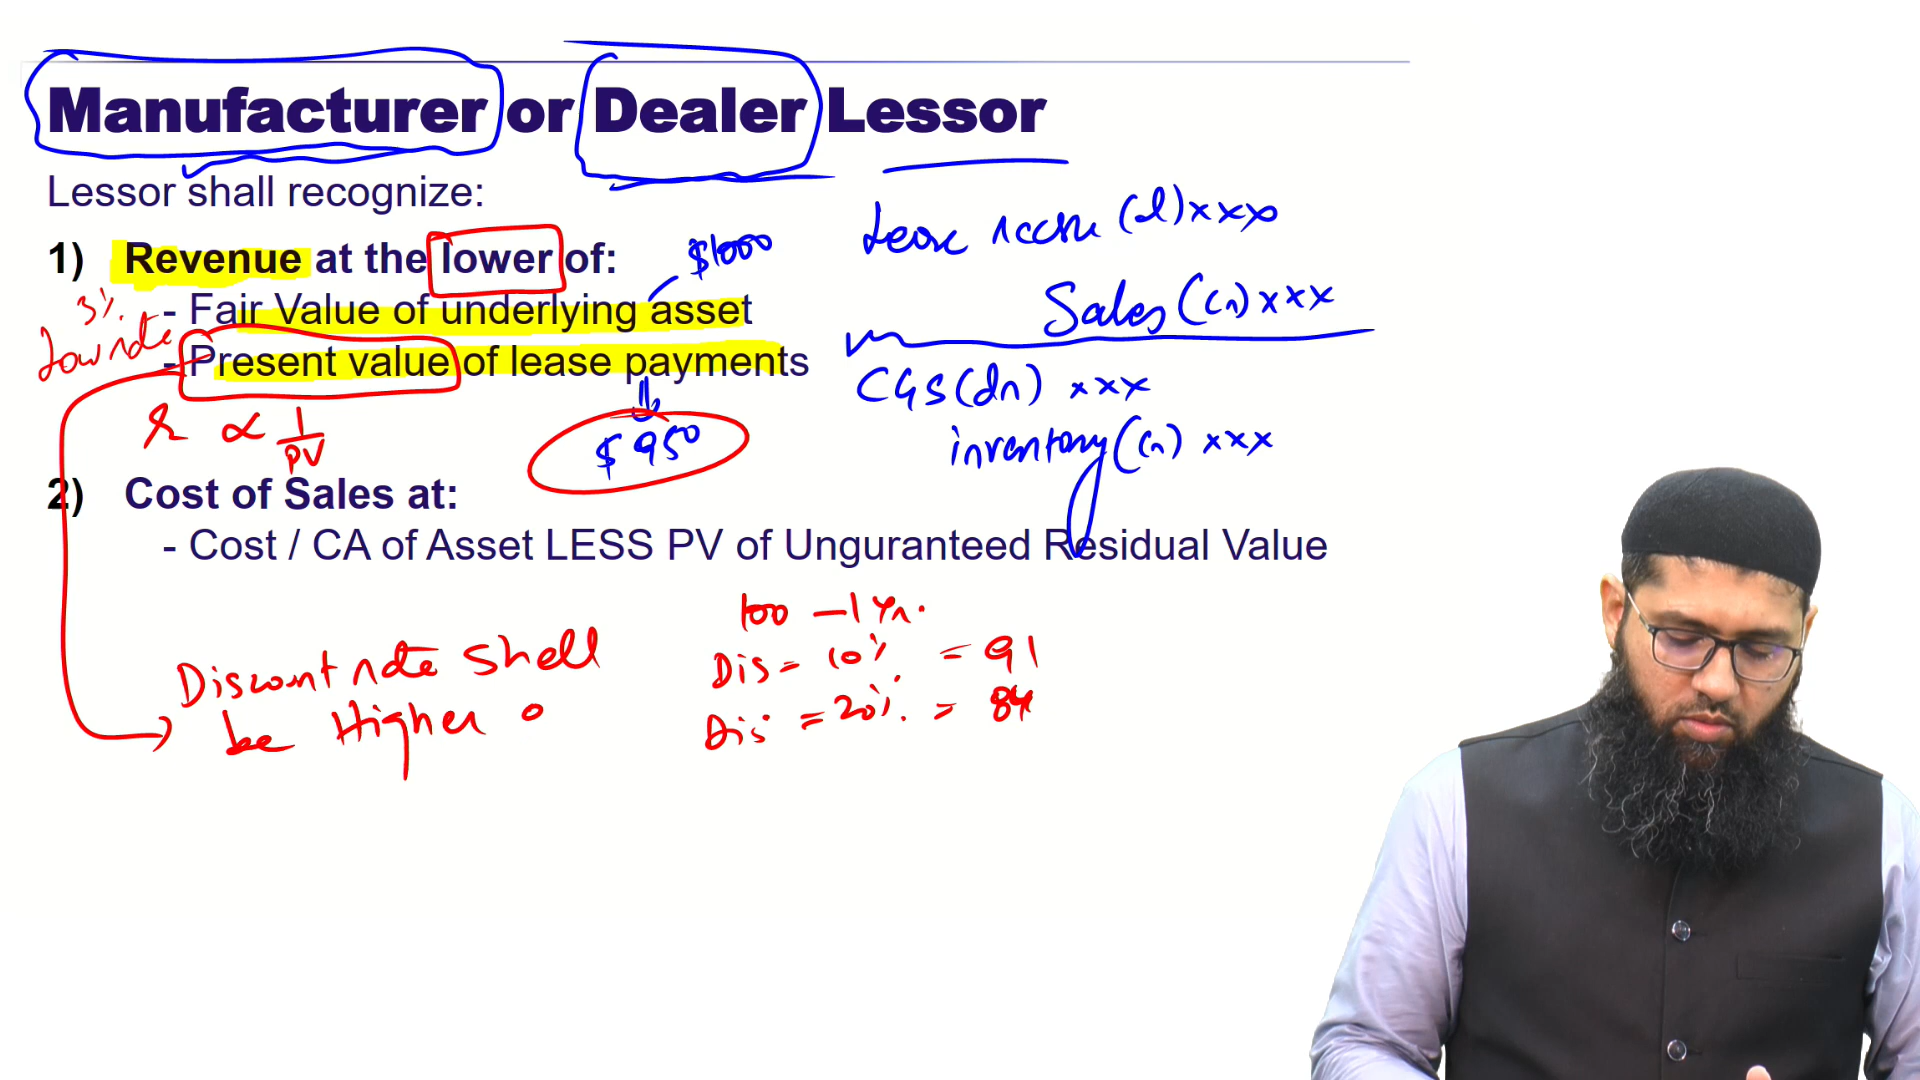 Manufacturer or Dealer Lessor
Lessor shall recognize:
1) Revenue at the lower of:
$1000
- Fair Value of underlying asset
3%
Low rate
- Present value of lease payments
$950
∝ 1/PV
2) Cost of Sales at:
- Cost / CA of Asset LESS PV of Unguranteed Residual Value
Lease (d) xxx
Sales (Cr) xxx
CGS (dr) xxx
inventory (Cr) xxx
Discount rate shall
be Higher
100 – 1 Yr.
Dis = 10% = 91
Dis = 20% = 84